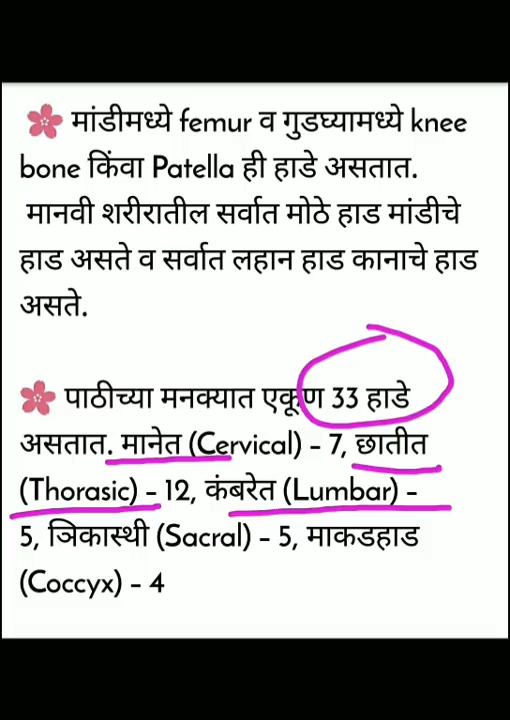 🌸 मांडीमध्ये femur व गुडघ्यामध्ये knee
bone किंवा Patella ही हाडे असतात.
मानवी शरीरातील सर्वात मोठे हाड मांडीचे
हाड असते व सर्वात लहान हाड कानाचे हाड
असते.
🌸 पाठीच्या मनक्यात एकूण 33 हाडे
असतात. मानेत (Cervical) - 7, छातीत
(Thorasic) - 12, कंबरेत (Lumbar) -
5, त्रिकास्थी (Sacral) - 5, माकडहाड
(Coccyx) - 4